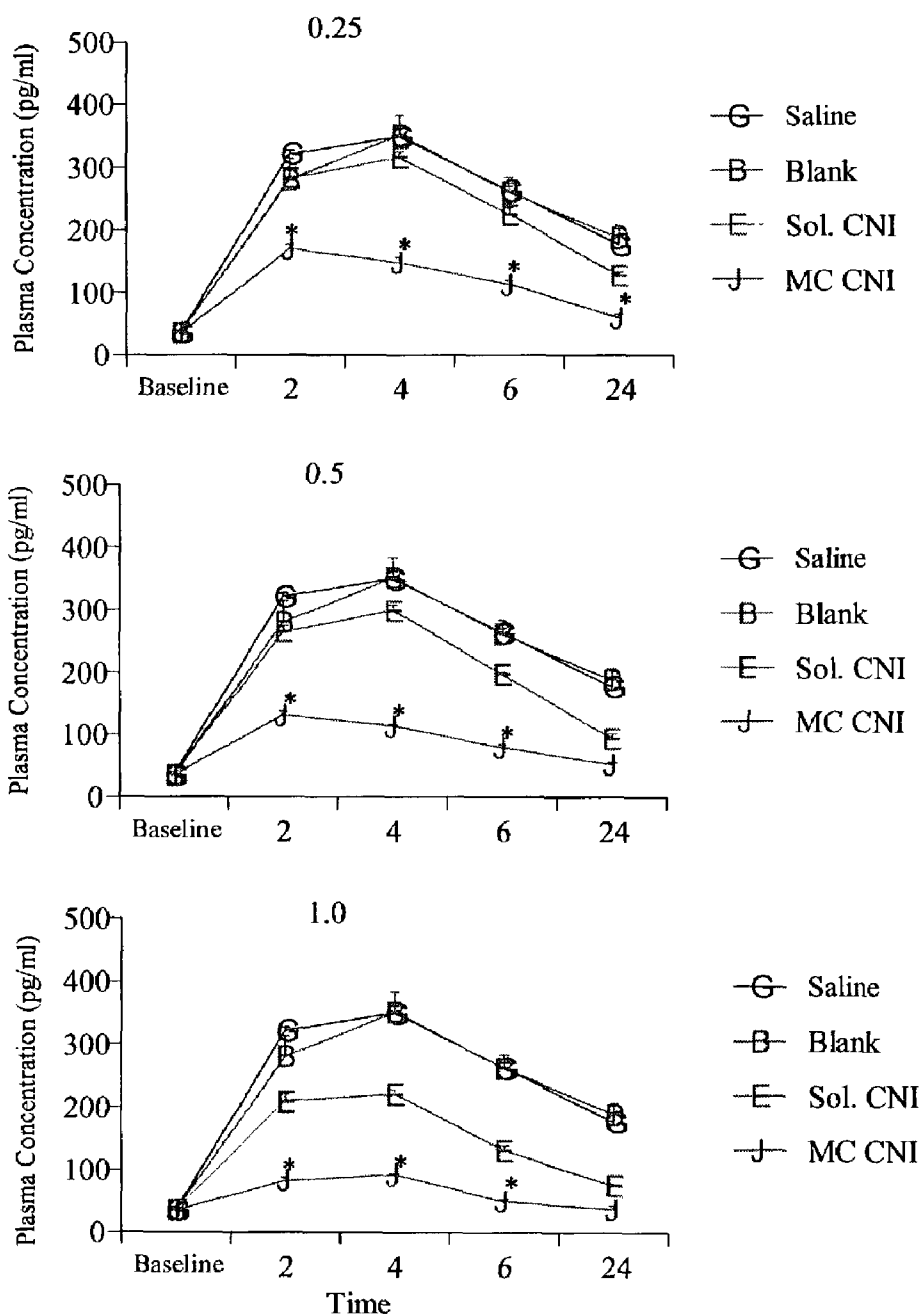 0.25
Plasma Concentration (pg/ml)
500
400
300
200
100
0
Baseline 2 4 6 24
G Saline
B Blank
E Sol. CNI
J MC CNI
G G G G G
B B B B B
E E E E
J* J* J* J*
0.5
Plasma Concentration (pg/ml)
500
400
300
200
100
0
Baseline 2 4 6 24
G Saline
B Blank
E Sol. CNI
J MC CNI
G G G G G
B B B B B
E E E E
J* J* J* J
1.0
Plasma Concentration (pg/ml)
500
400
300
200
100
0
Baseline 2 4 6 24
Time
G Saline
B Blank
E Sol. CNI
J MC CNI
G G G G G
B B B B B
E E E E
J* J* J* J